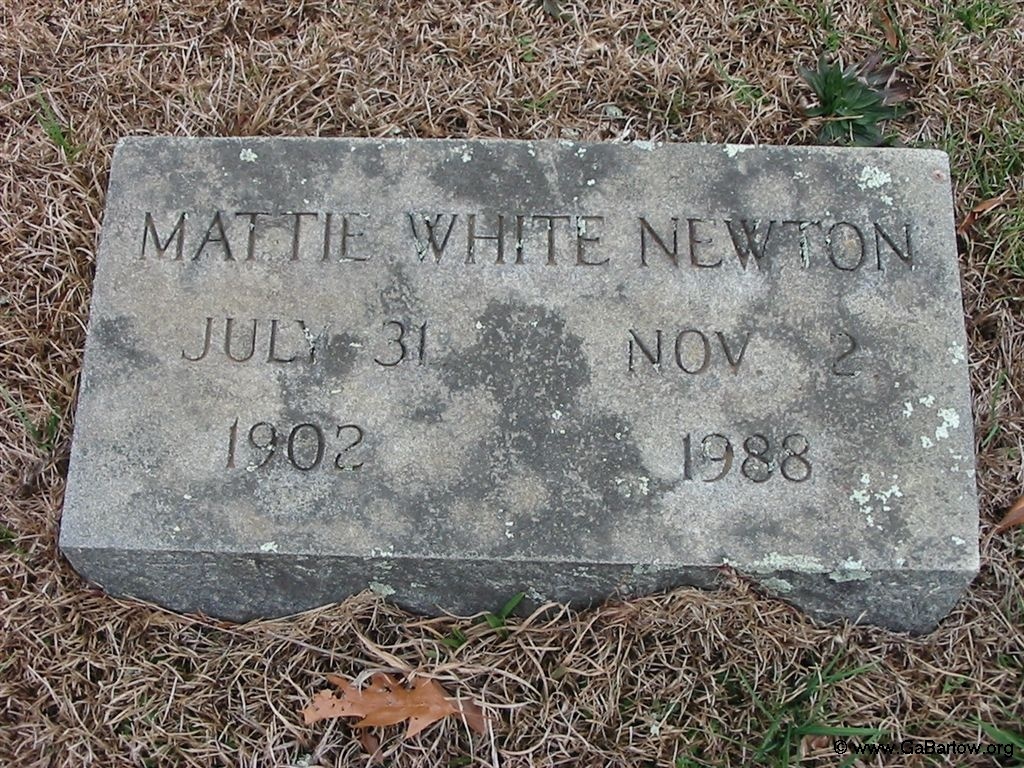 MATTIE WHITE NEWTON
JULY 31 NOV. 2
1902 1988
© www.GaBartow.org